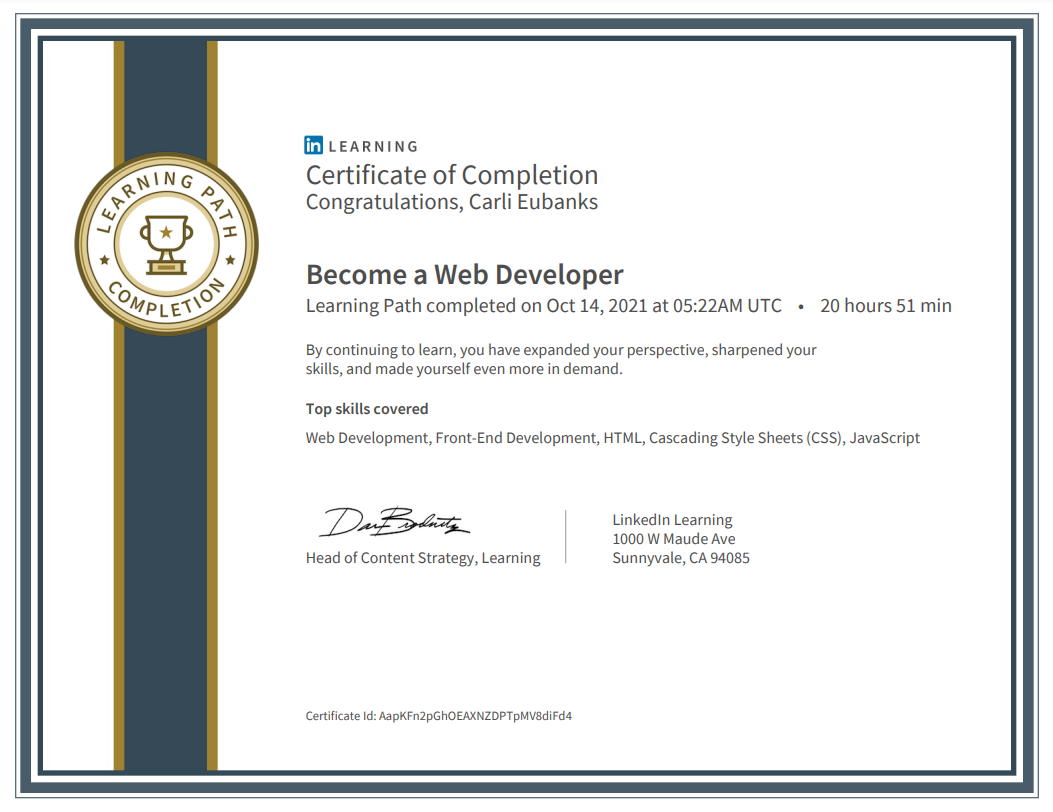 LEARNING PATH
COMPLETION
in LEARNING
Certificate of Completion
Congratulations, Carli Eubanks
Become a Web Developer
Learning Path completed on Oct 14, 2021 at 05:22AM UTC • 20 hours 51 min
By continuing to learn, you have expanded your perspective, sharpened your
skills, and made yourself even more in demand.
Top skills covered
Web Development, Front-End Development, HTML, Cascading Style Sheets (CSS), JavaScript
Head of Content Strategy, Learning
LinkedIn Learning
1000 W Maude Ave
Sunnyvale, CA 94085
Certificate Id: AapKFn2pGhOEAXNZDPTpMV8diFd4